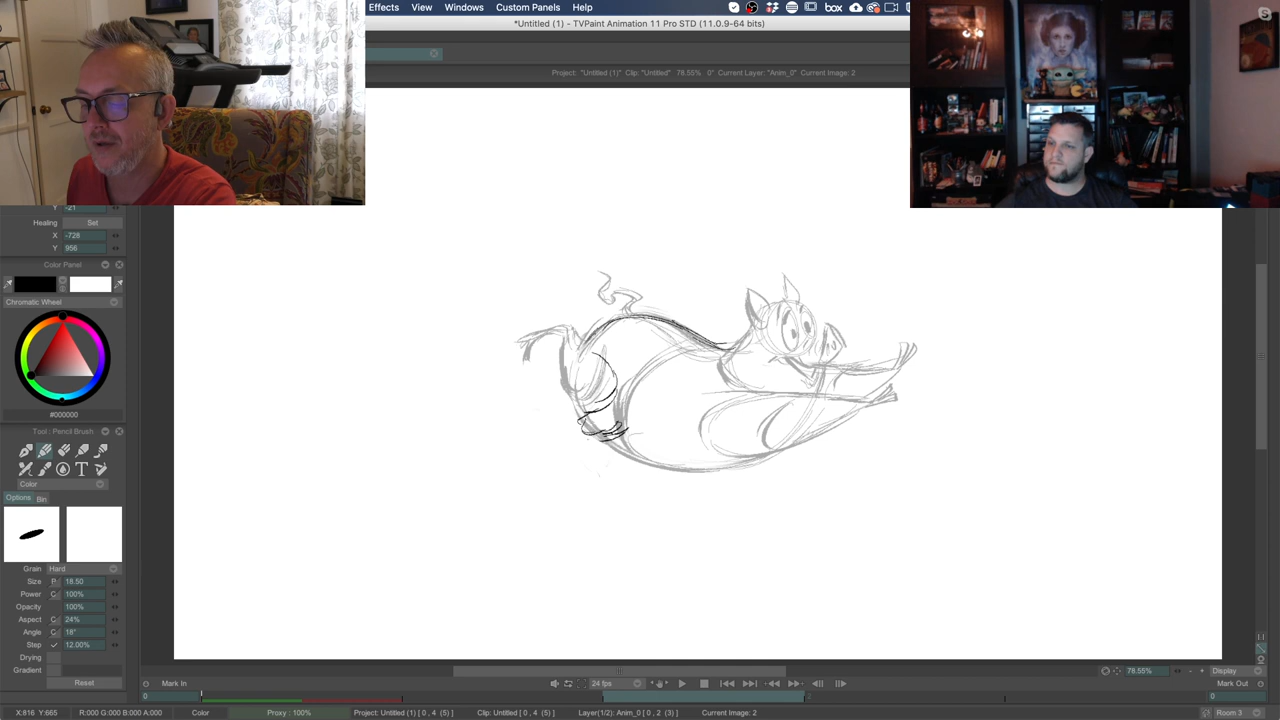 Effects View Windows Custom Panels Help box
*Untitled (1) - TVPaint Animation 11 Pro STD (11.0.9-64 bits)
Project: "Untitled (1)" Clip: "Untitled" 78.55% 0° Current Layer: "Anim_0" Current Image: 2
Y -21
Healing Set
X -728
Y 956
Color Panel
Chromatic Wheel
#000000
Tool : Pencil Brush
T
Color
Options Bin
Grain Hard
Size P 18.50
Power C 100%
Opacity 100%
Aspect C 24%
Angle C 18°
Step 12.00%
Drying
Gradient
Reset
78.55% - + Display
Mark In 24 fps Mark Out
0 0
X:816 Y:665 R:000 G:000 B:000 A:000 Color Proxy : 100% Project: Untitled (1) [ 0 , 4 (5) ] Clip: Untitled [ 0 , 4 (5) ] Layer(1/2): Anim_0 [ 0 , 2 (3) ] Current Image: 2 Room 3